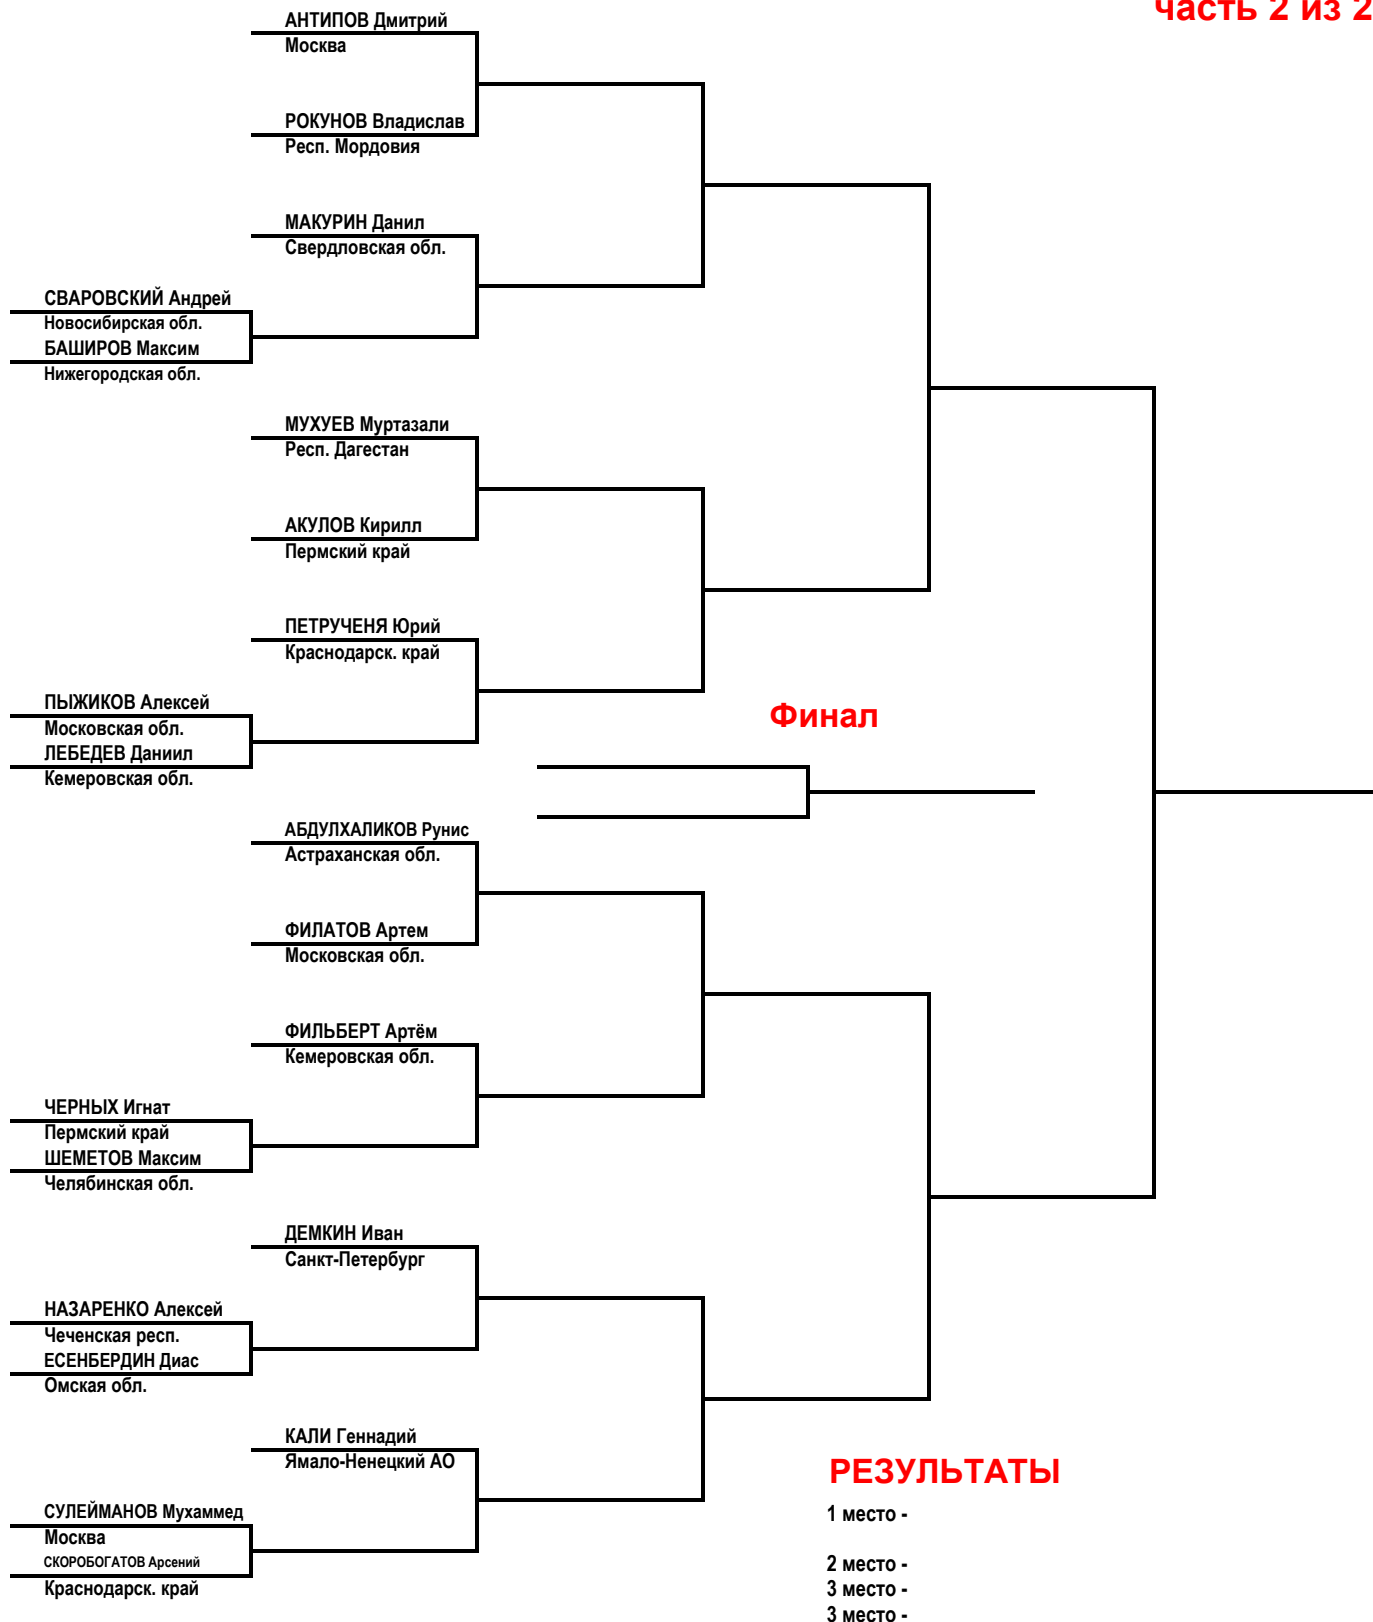 часть 2 из 2
АНТИПОВ Дмитрий
Москва
РОКУНОВ Владислав
Респ. Мордовия
МАКУРИН Данил
Свердловская обл.
СВАРОВСКИЙ Андрей
Новосибирская обл.
БАШИРОВ Максим
Нижегородская обл.
МУХУЕВ Муртазали
Респ. Дагестан
АКУЛОВ Кирилл
Пермский край
ПЕТРУЧЕНЯ Юрий
Краснодарск. край
ПЫЖИКОВ Алексей
Московская обл.
ЛЕБЕДЕВ Даниил
Кемеровская обл.
Финал
АБДУЛХАЛИКОВ Рунис
Астраханская обл.
ФИЛАТОВ Артем
Московская обл.
ФИЛЬБЕРТ Артём
Кемеровская обл.
ЧЕРНЫХ Игнат
Пермский край
ШЕМЕТОВ Максим
Челябинская обл.
ДЕМКИН Иван
Санкт-Петербург
НАЗАРЕНКО Алексей
Чеченская респ.
ЕСЕНБЕРДИН Диас
Омская обл.
КАЛИ Геннадий
Ямало-Ненецкий АО
СУЛЕЙМАНОВ Мухаммед
Москва
СКОРОБОГАТОВ Арсений
Краснодарск. край
РЕЗУЛЬТАТЫ
1 место -
2 место -
3 место -
3 место -